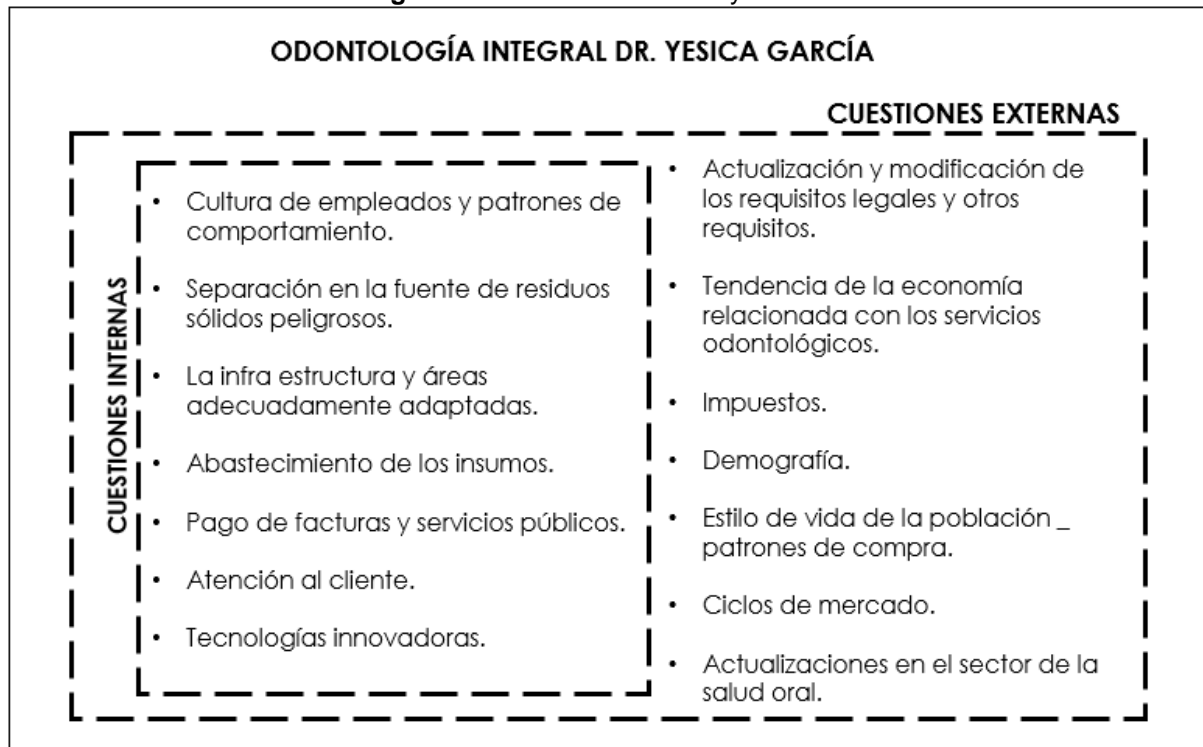 ODONTOLOGÍA INTEGRAL DR. YESICA GARCÍA
CUESTIONES EXTERNAS
CUESTIONES INTERNAS
• Cultura de empleados y patrones de
comportamiento.
• Separación en la fuente de residuos
sólidos peligrosos.
• La infra estructura y áreas
adecuadamente adaptadas.
• Abastecimiento de los insumos.
• Pago de facturas y servicios públicos.
• Atención al cliente.
• Tecnologías innovadoras.
• Actualización y modificación de
los requisitos legales y otros
requisitos.
• Tendencia de la economía
relacionada con los servicios
odontológicos.
• Impuestos.
• Demografía.
• Estilo de vida de la población _
patrones de compra.
• Ciclos de mercado.
• Actualizaciones en el sector de la
salud oral.